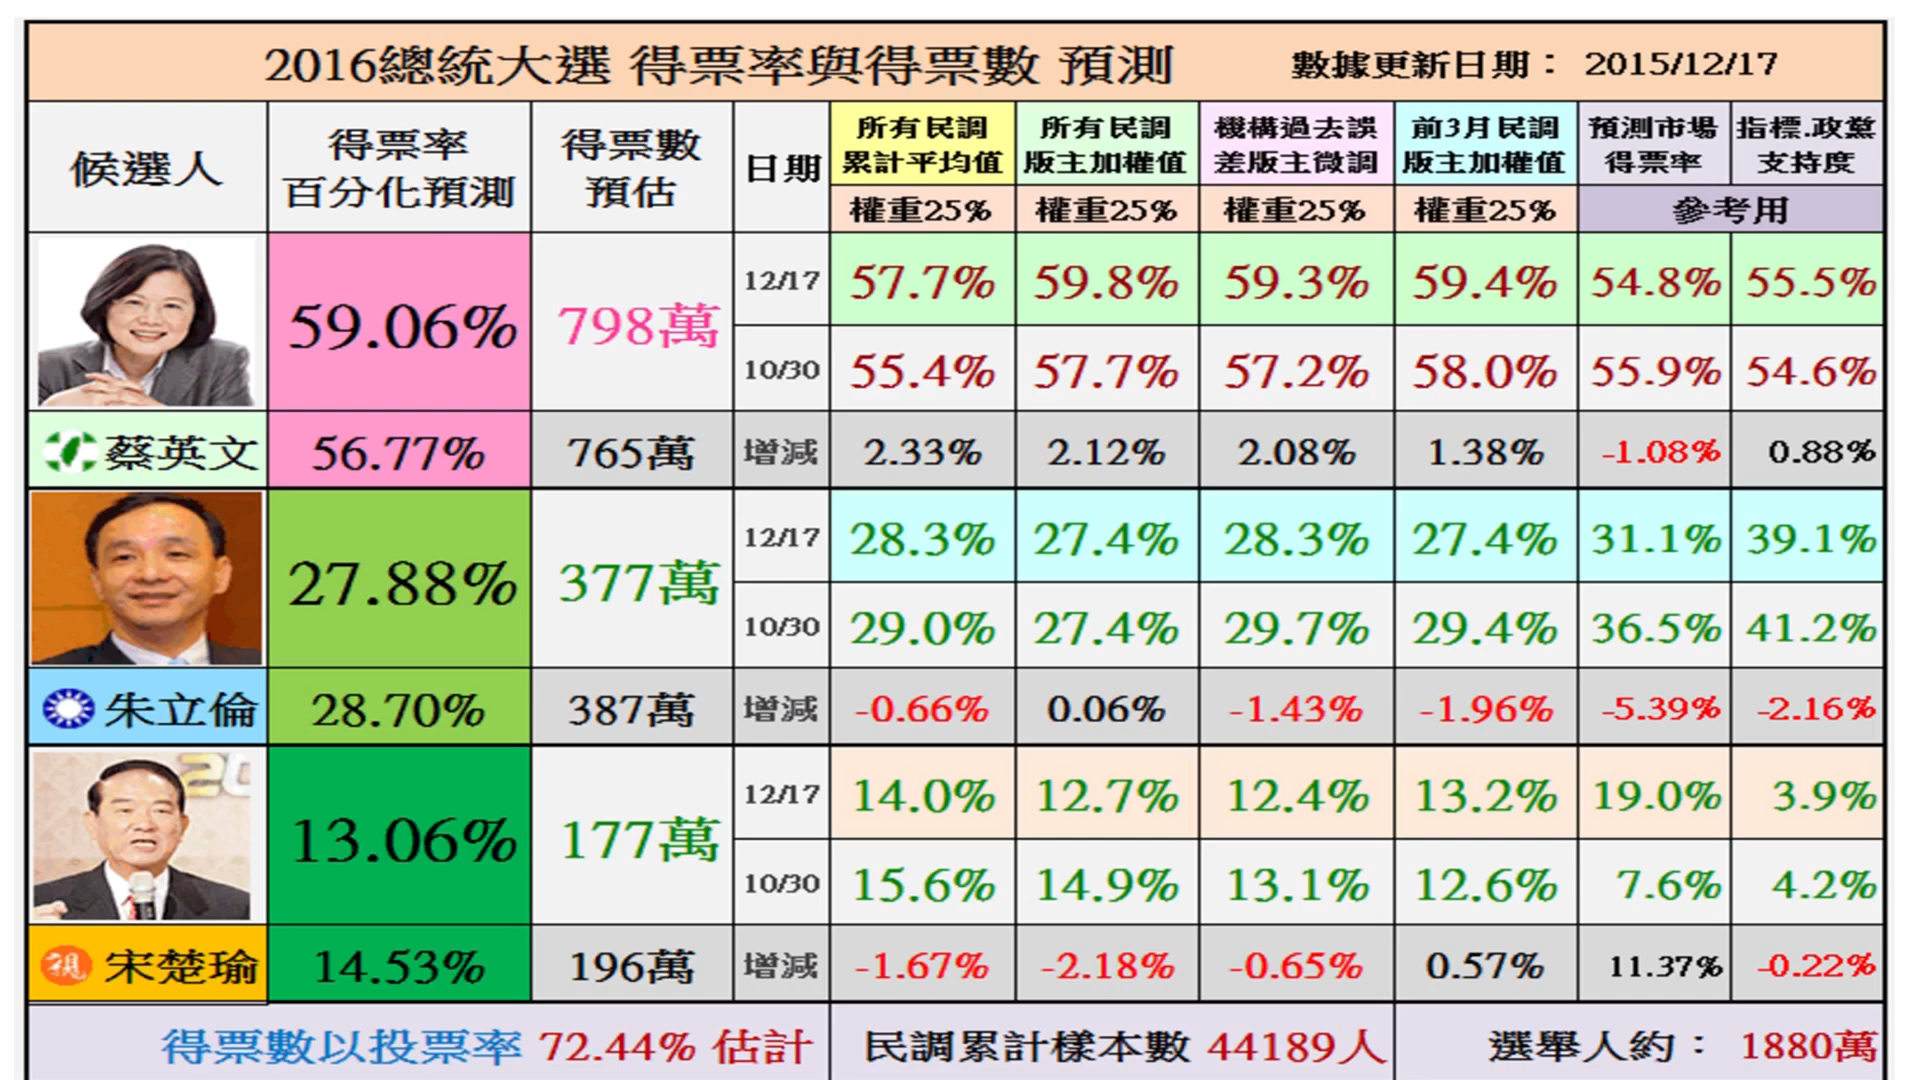 2016總統大選 得票率與得票數 預測 數據更新日期： 2015/12/17
候選人 得票率 百分化預測 得票數 預估 日期
所有民調 累計平均值 所有民調 版主加權值 機構過去誤 差版主微調 前3月民調 版主加權值 預測市場 得票率 指標.政黨 支持度
權重25% 權重25% 權重25% 權重25% 參考用
59.06% 798萬
12/17 57.7% 59.8% 59.3% 59.4% 54.8% 55.5%
10/30 55.4% 57.7% 57.2% 58.0% 55.9% 54.6%
蔡英文 56.77% 765萬 增減 2.33% 2.12% 2.08% 1.38% -1.08% 0.88%
27.88% 377萬
12/17 28.3% 27.4% 28.3% 27.4% 31.1% 39.1%
10/30 29.0% 27.4% 29.7% 29.4% 36.5% 41.2%
朱立倫 28.70% 387萬 增減 -0.66% 0.06% -1.43% -1.96% -5.39% -2.16%
20
13.06% 177萬
12/17 14.0% 12.7% 12.4% 13.2% 19.0% 3.9%
10/30 15.6% 14.9% 13.1% 12.6% 7.6% 4.2%
親 宋楚瑜 14.53% 196萬 增減 -1.67% -2.18% -0.65% 0.57% 11.37% -0.22%
得票數以投票率 72.44% 估計 民調累計樣本數 44189人 選舉人約： 1880萬